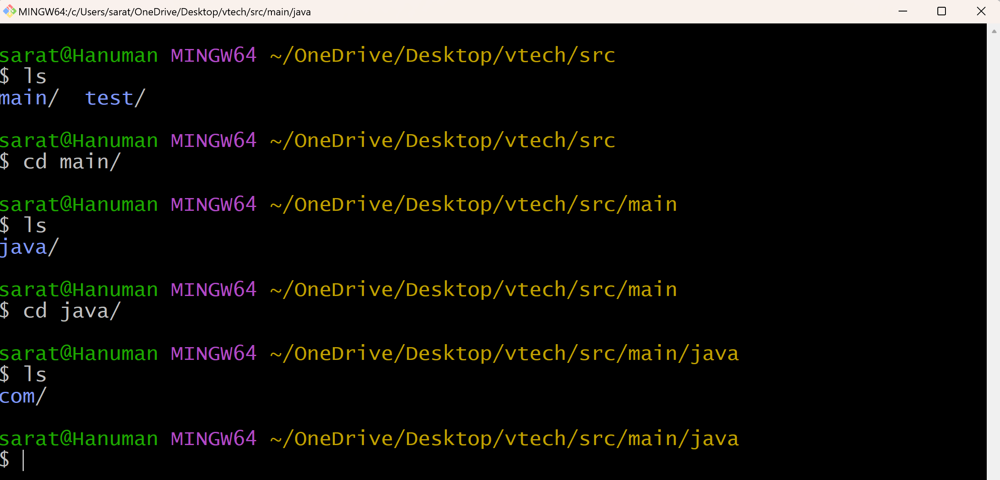 MINGW64:/c/Users/sarat/OneDrive/Desktop/vtech/src/main/java
sarat@Hanuman MINGW64 ~/OneDrive/Desktop/vtech/src
$ ls
main/  test/
sarat@Hanuman MINGW64 ~/OneDrive/Desktop/vtech/src
$ cd main/
sarat@Hanuman MINGW64 ~/OneDrive/Desktop/vtech/src/main
$ ls
java/
sarat@Hanuman MINGW64 ~/OneDrive/Desktop/vtech/src/main
$ cd java/
sarat@Hanuman MINGW64 ~/OneDrive/Desktop/vtech/src/main/java
$ ls
com/
sarat@Hanuman MINGW64 ~/OneDrive/Desktop/vtech/src/main/java
$